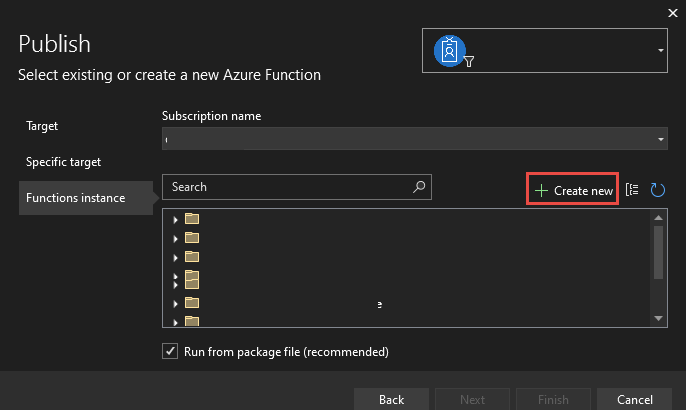 Publish
Select existing or create a new Azure Function
Target
Subscription name
Specific target
Functions instance
Search
Create new
e
Run from package file (recommended)
Back
Next
Finish
Cancel